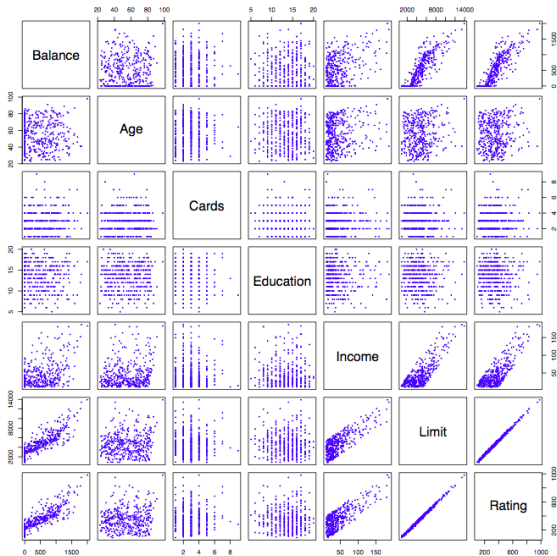 20 40 60 80 100
5 10 15 20
2000 8000 14000
Balance
0 500 1500
20 40 60 80 100
Age
Cards
2 4 6 8
5 10 15 20
Education
Income
50 100 150
2000 8000 14000
Limit
Rating
200 600 1000
0 500 1500
2 4 6 8
50 100 150
200 600 1000